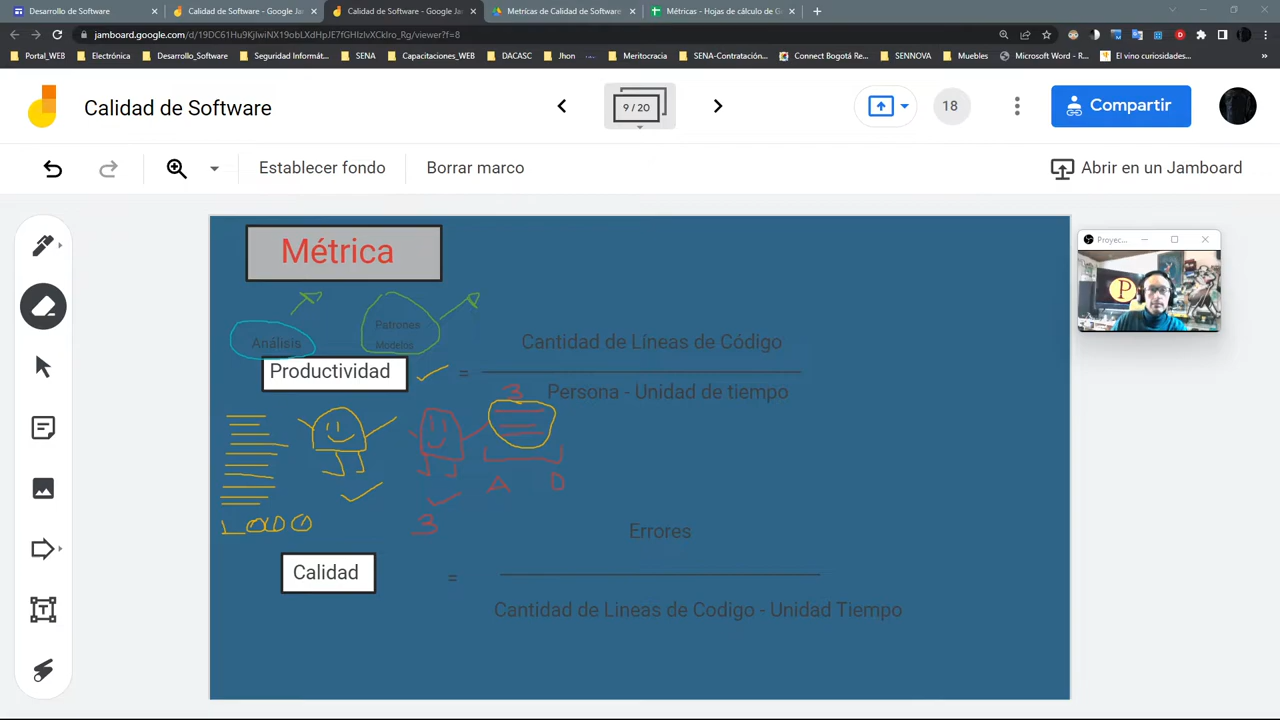 Desarrollo de Software
Calidad de Software - Google Ja
Calidad de Software - Google Ja
Metrícas de Calidad de Software
Métricas - Hojas de cálculo de G
jamboard.google.com/d/19DC61Hu9KjlwiNX19obLXdHpJE7fGHIzIvXCkIro_Rg/viewer?f=8
Portal_WEB
Electrónica
Desarrollo_Software
Seguridad Informát...
SENA
Capacitaciones_WEB
DACASC
Jhon
Meritocracia
SENA-Contratación...
Connect Bogotá Re...
SENNOVA
Muebles
Microsoft Word - R...
El vino curiosidades...
Calidad de Software
9 / 20
18
Compartir
Establecer fondo
Borrar marco
Abrir en un Jamboard
Métrica
Proyec...
P
Patrones
Modelos
Análisis
Cantidad de Líneas de Código
Productividad
=
Persona - Unidad de tiempo
3
A D
3
Errores
Calidad
=
Cantidad de Lineas de Codigo - Unidad Tiempo